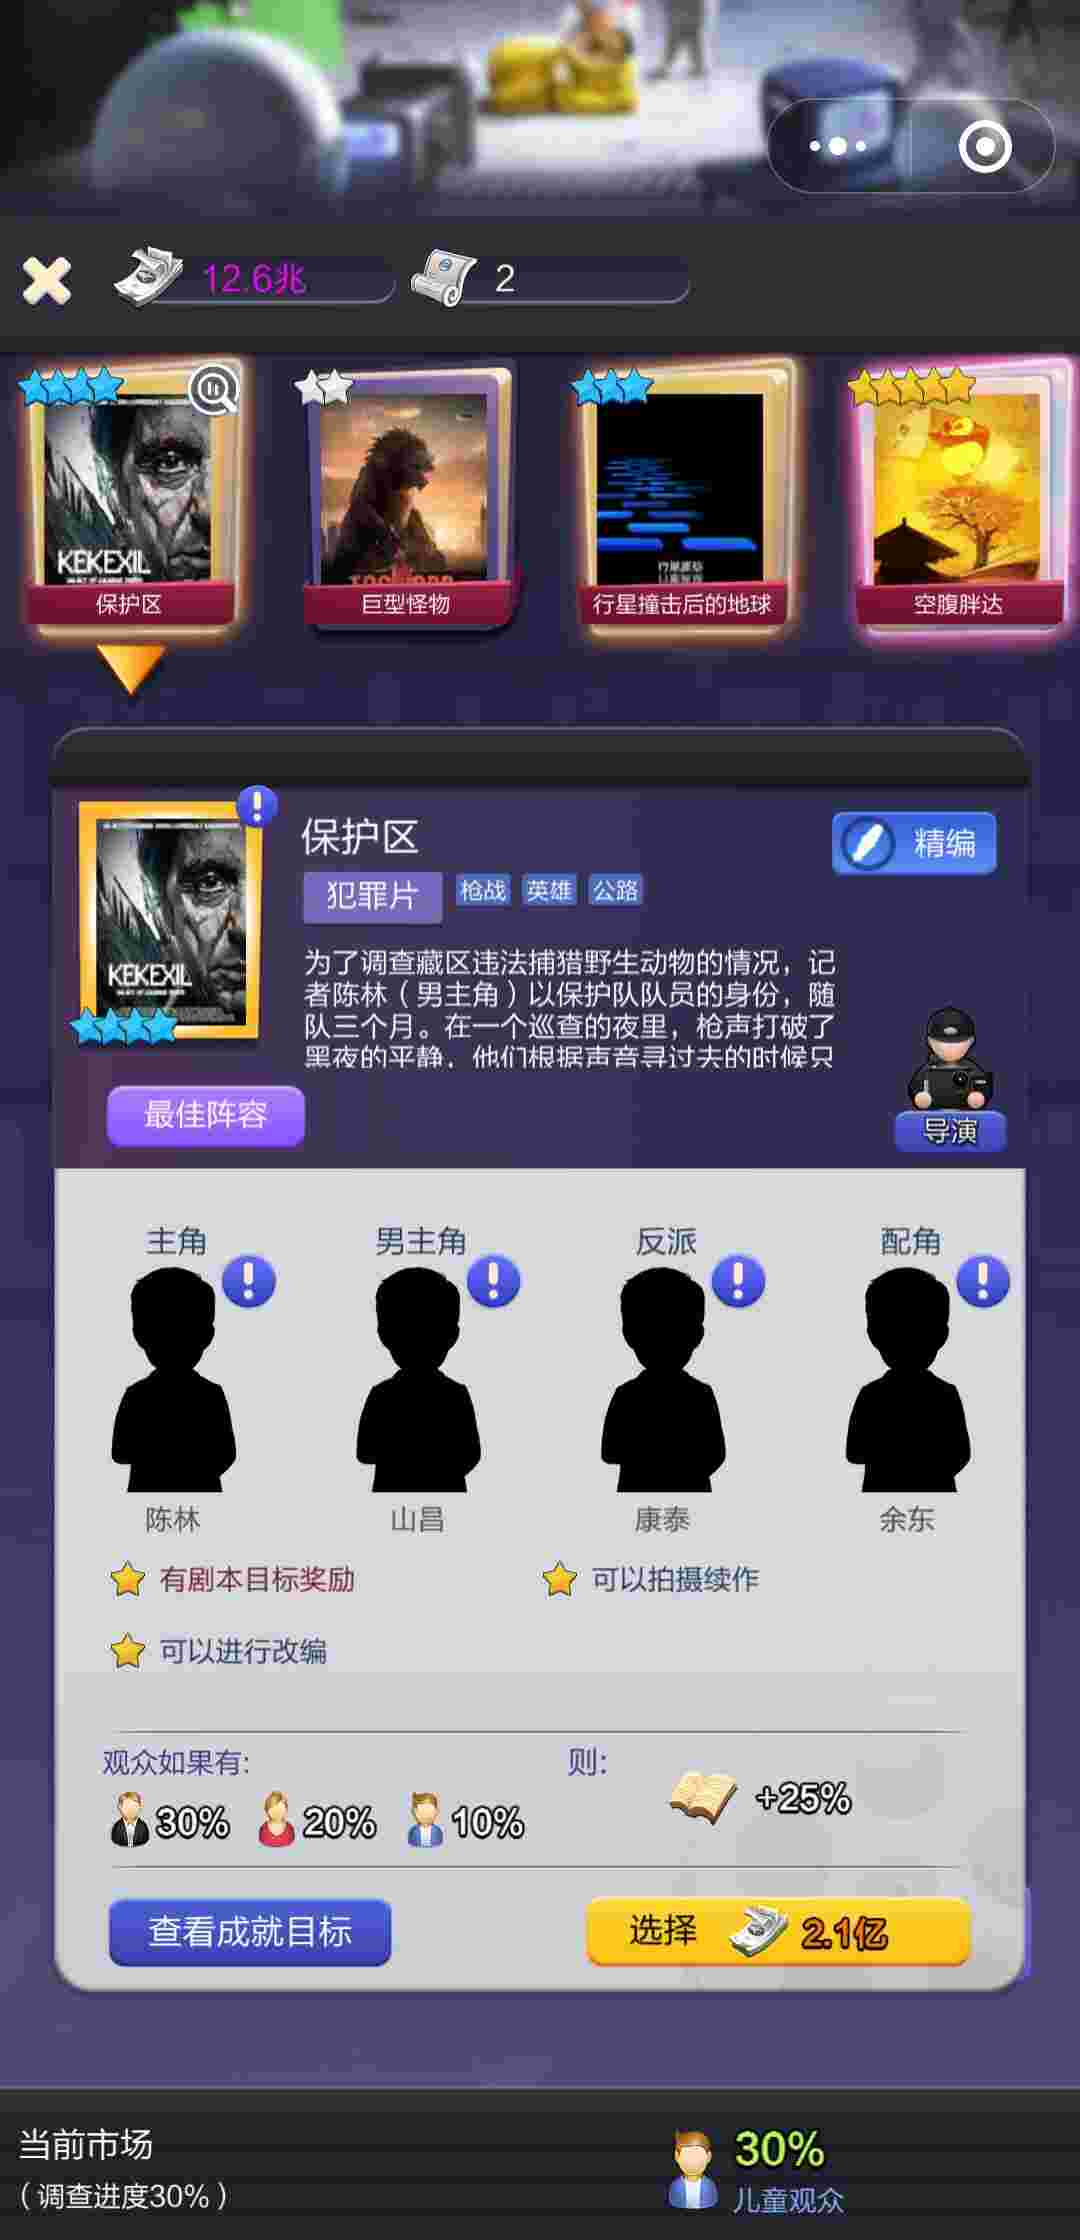 12.6兆
2
KEKEXIL
保护区
巨型怪物
行星撞击后的地球
空腹胖达
KEKEXIL
保护区
精编
犯罪片
枪战
英雄
公路
为了调查藏区违法捕猎野生动物的情况，记
者陈林（男主角）以保护队队员的身份，随
队三个月。在一个巡查的夜里，枪声打破了
黑夜的平静，他们根据声音寻过去的时候只
最佳阵容
导演
主角
男主角
反派
配角
陈林
山昌
康泰
余东
有剧本目标奖励
可以拍摄续作
可以进行改编
观众如果有:
则:
30%
20%
10%
+25%
查看成就目标
选择
2.1亿
当前市场
（调查进度30%）
30%
儿童观众